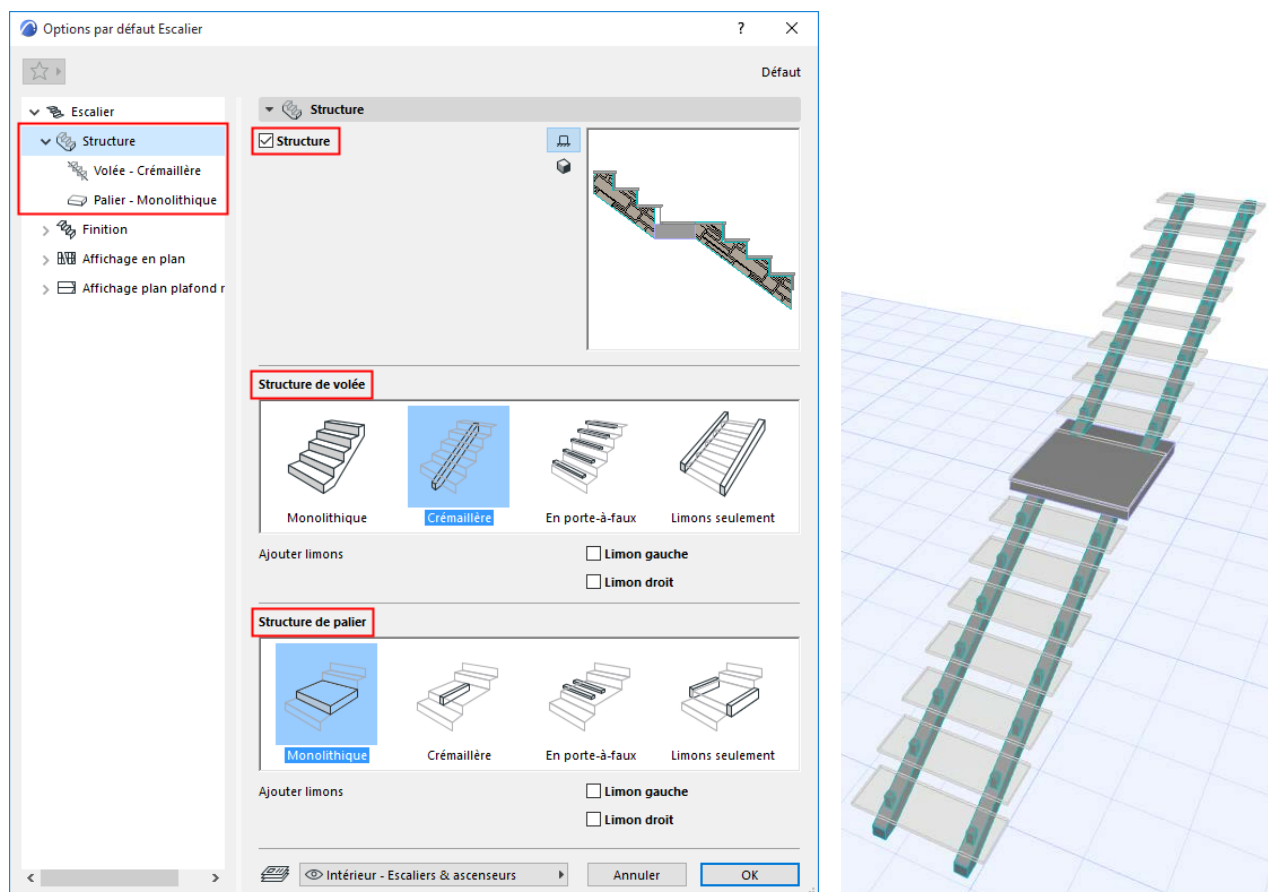 Options par défaut Escalier
?
Défaut
Escalier
Structure
Volée - Crémaillère
Palier - Monolithique
Finition
Affichage en plan
Affichage plan plafond r
Structure
Structure
Structure de volée
Monolithique
Crémaillère
En porte-à-faux
Limons seulement
Ajouter limons
Limon gauche
Limon droit
Structure de palier
Monolithique
Crémaillère
En porte-à-faux
Limons seulement
Ajouter limons
Limon gauche
Limon droit
Intérieur - Escaliers & ascenseurs
Annuler
OK